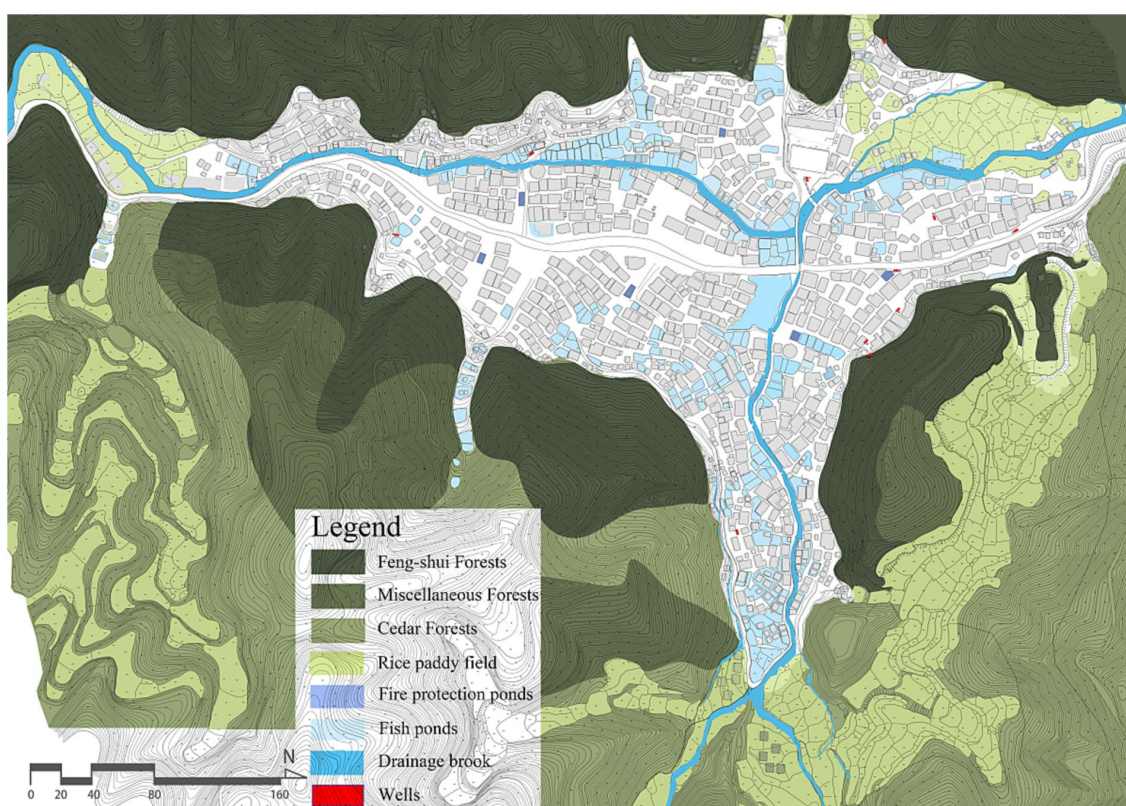 Legend
Feng-shui Forests
Miscellaneous Forests
Cedar Forests
Rice paddy field
Fire protection ponds
Fish ponds
Drainage brook
Wells
N
0 20 40 80 160